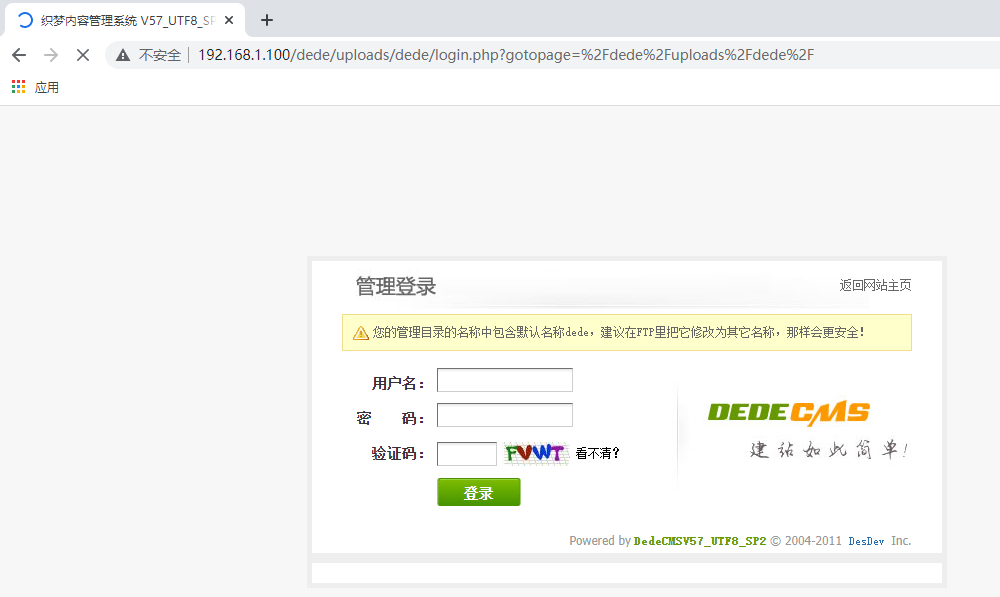 织梦内容管理系统 V57_UTF8_SP
不安全 192.168.1.100/dede/uploads/dede/login.php?gotopage=%2Fdede%2Fuploads%2Fdede%2F
应用
管理登录 返回网站主页
您的管理目录的名称中包含默认名称dede，建议在FTP里把它修改为其它名称，那样会更安全！
用户名：
密 码：
DEDECMS
建站如此简单!
验证码： FVWT 看不清？
登录
Powered by DedeCMSV57_UTF8_SP2 © 2004-2011 DesDev Inc.